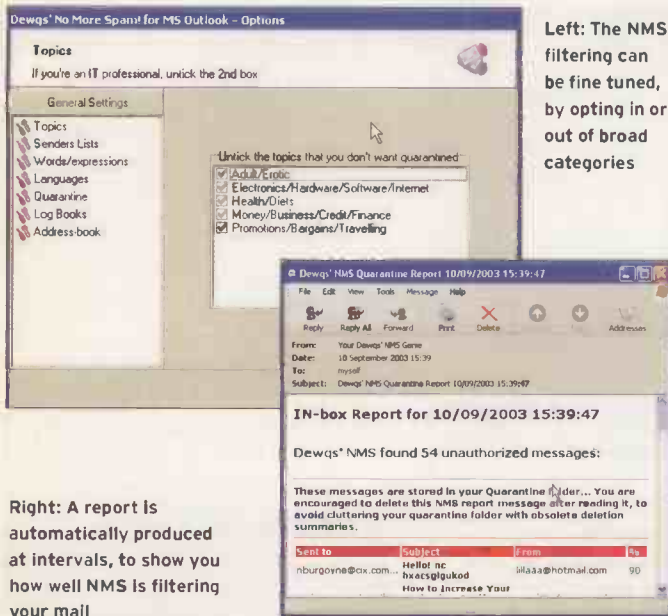 Dewqs' No More Spam! for MS Outlook - Options
Topics
If you're an IT professional, untick the 2nd box
General Settings
Topics
Senders Lists
Words/expressions
Languages
Quarantine
Log Books
Address-book
Untick the topics that you don't want quarantined
Adult/Erotic
Electronics/Hardware/Software/Internet
Health/Diets
Money/Business/Credit/Finance
Promotions/Bargains/Travelling
Left: The NMS
filtering can
be fine tuned,
by opting in or
out of broad
categories
Dewqs' NMS Quarantine Report 10/09/2003 15:39:47
File Edit View Tools Message Help
Reply Reply All Forward Print Delete Addresses
From: Your Dewqs' NMS Genie
Date: 10 September 2003 15:39
To: myself
Subject: Dewqs' NMS Quarantine Report 10/09/2003 15:39:47
IN-box Report for 10/09/2003 15:39:47
Dewqs' NMS found 54 unauthorized messages:
These messages are stored in your Quarantine folder... You are
encouraged to delete this NMS report message after reading it, to
avoid cluttering your quarantine folder with obsolete deletion
summaries.
Sent to Subject From %
nburgoyne@cix.com... Hello! nc
hxacsgigukod
lillaaa@hotmail.com 90
How to Increase Your
Right: A report is
automatically produced
at intervals, to show you
how well NMS is filtering
your mail